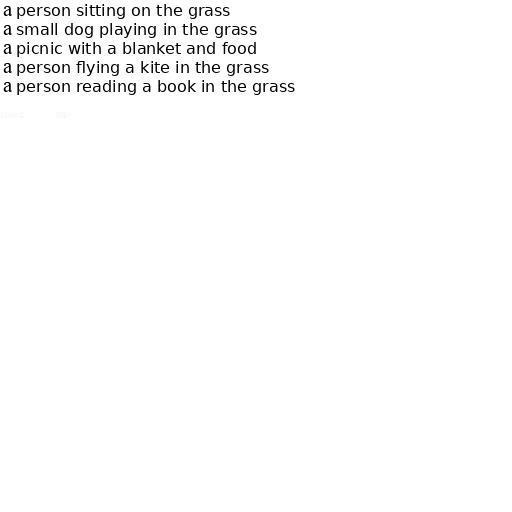 a person sitting on the grass
a small dog playing in the grass
a picnic with a blanket and food
a person flying a kite in the grass
a person reading a book in the grass